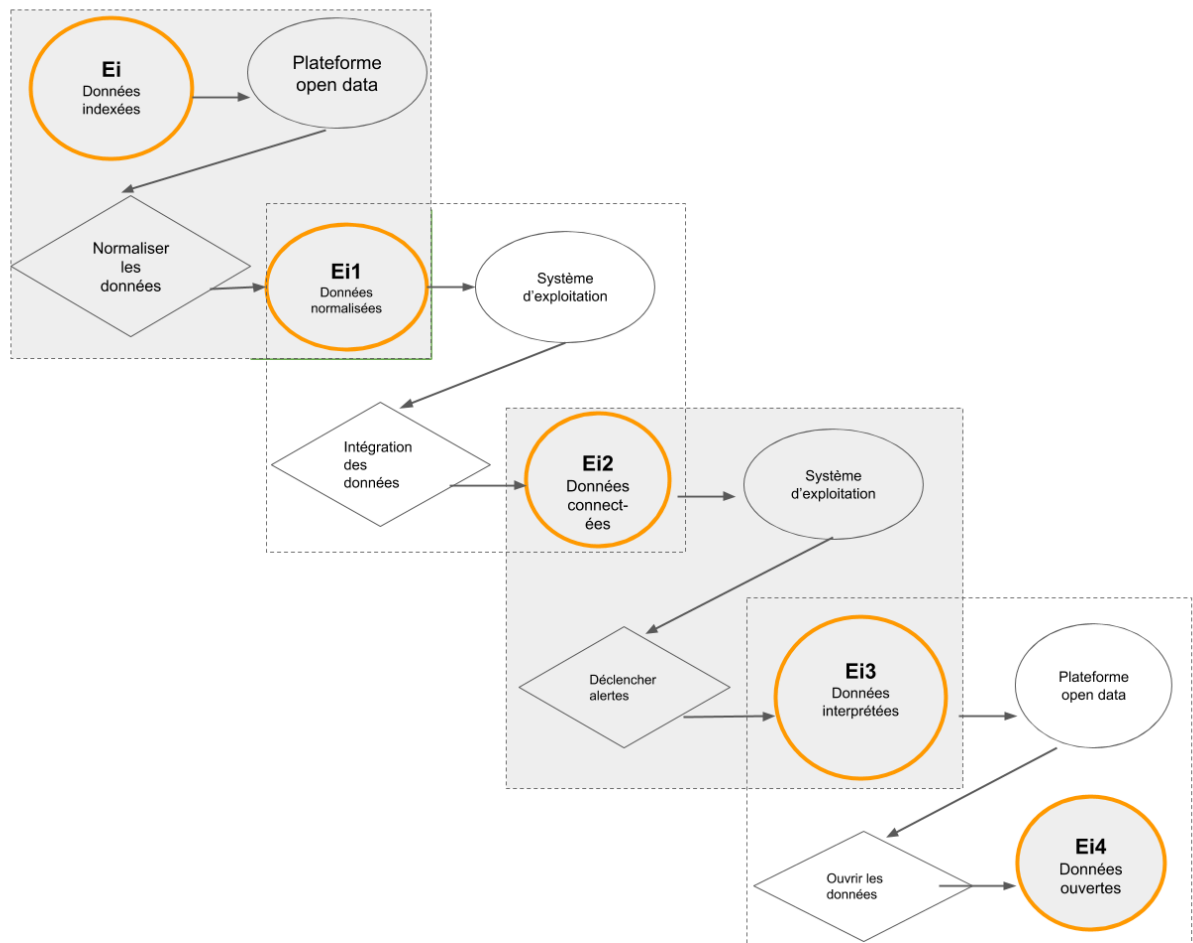 Ei
Données
indexées
Plateforme
open data
Normaliser
les
données
Ei1
Données
normalisées
Système
d'exploitation
Intégration
des
données
Ei2
Données
connect-
ées
Système
d'exploitation
Déclencher
alertes
Ei3
Données
interprétées
Plateforme
open data
Ouvrir les
données
Ei4
Données
ouvertes